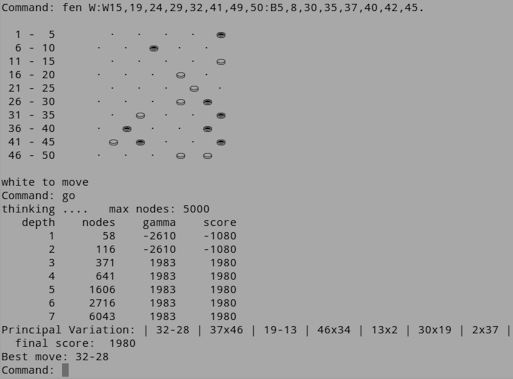 Command: fen W:W15,19,24,29,32,41,49,50:B5,8,30,35,37,40,42,45.
1 - 5 · · · ·
6 - 10 · · · ·
11 - 15 · · · ·
16 - 20 · · · ·
21 - 25 · · · ·
26 - 30 · · ·
31 - 35 · · ·
36 - 40 · · ·
41 - 45 · ·
46 - 50 · · ·
white to move
Command: go
thinking .... max nodes: 5000
depth nodes gamma score
1 58 -2610 -1080
2 116 -2610 -1080
3 371 1983 1980
4 641 1983 1980
5 1606 1983 1980
6 2716 1983 1980
7 6043 1983 1980
Principal Variation: | 32-28 | 37x46 | 19-13 | 46x34 | 13x2 | 30x19 | 2x37 |
final score: 1980
Best move: 32-28
Command: